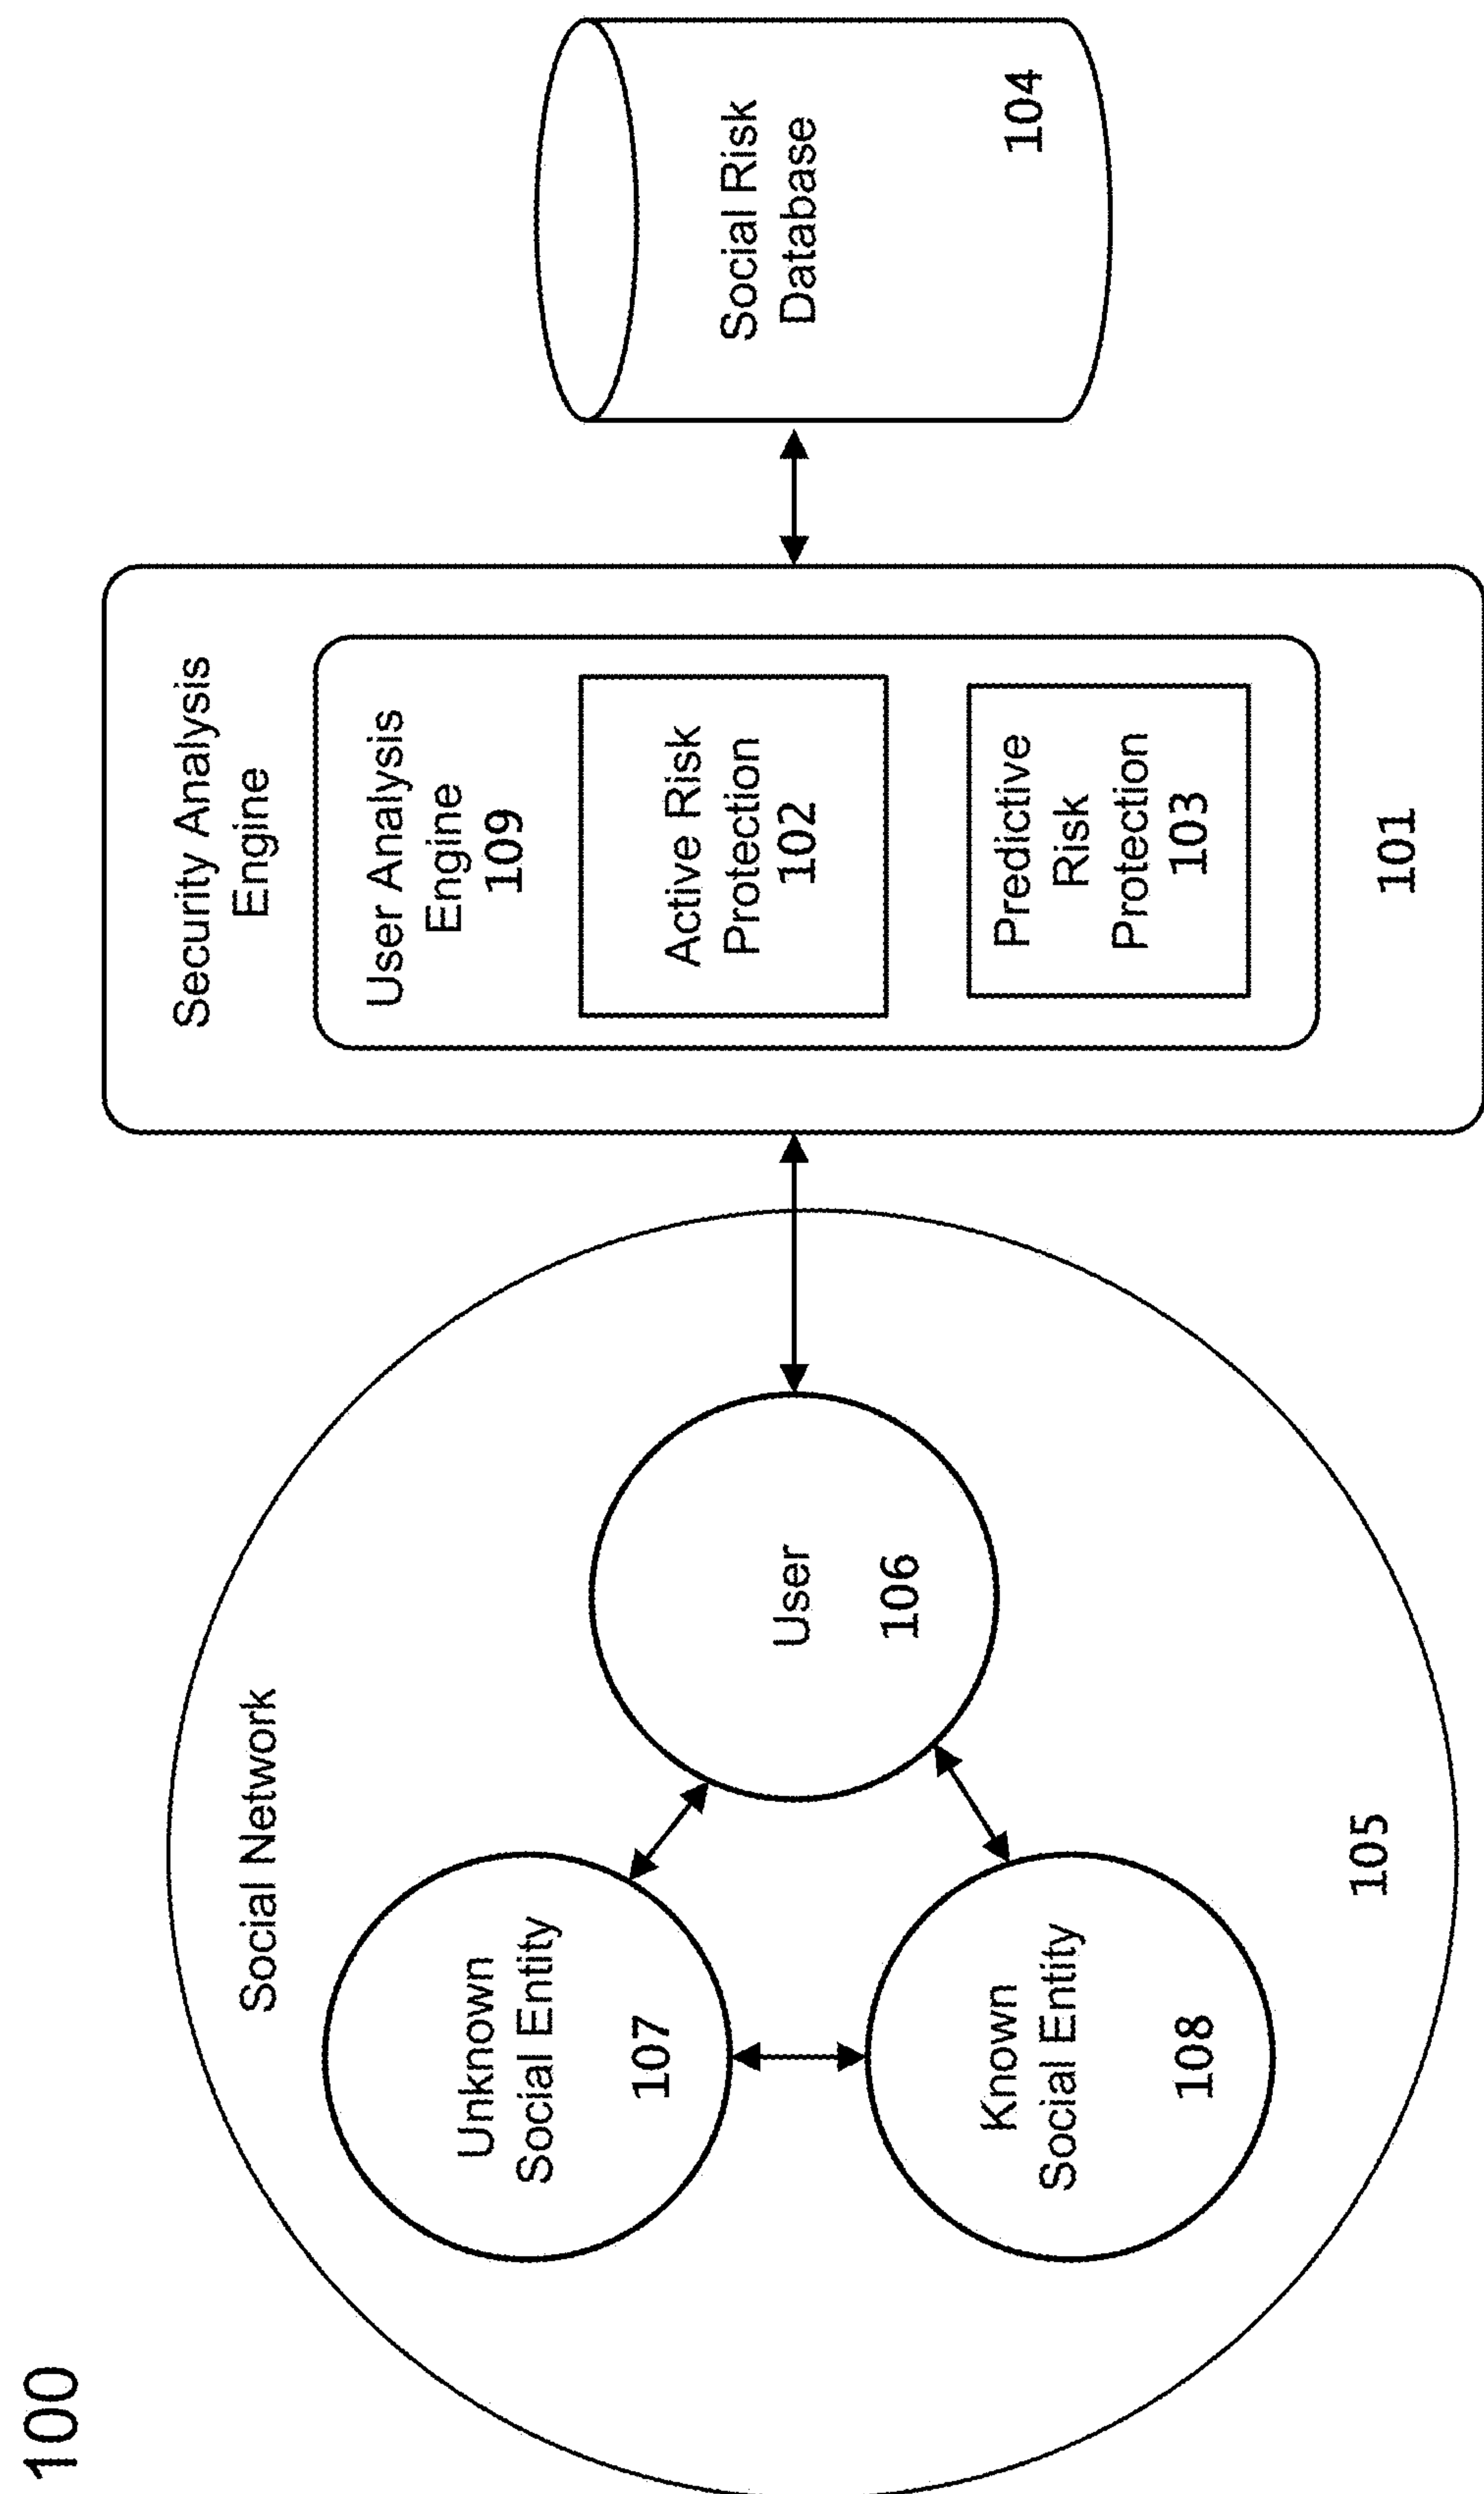 100
Social Network
Unknown
Social Entity
107
Known
Social Entity
108
User
106
105
Security Analysis
Engine
User Analysis
Engine
109
Active Risk
Protection
102
Predictive
Risk
Protection
103
101
Social Risk
Database
104